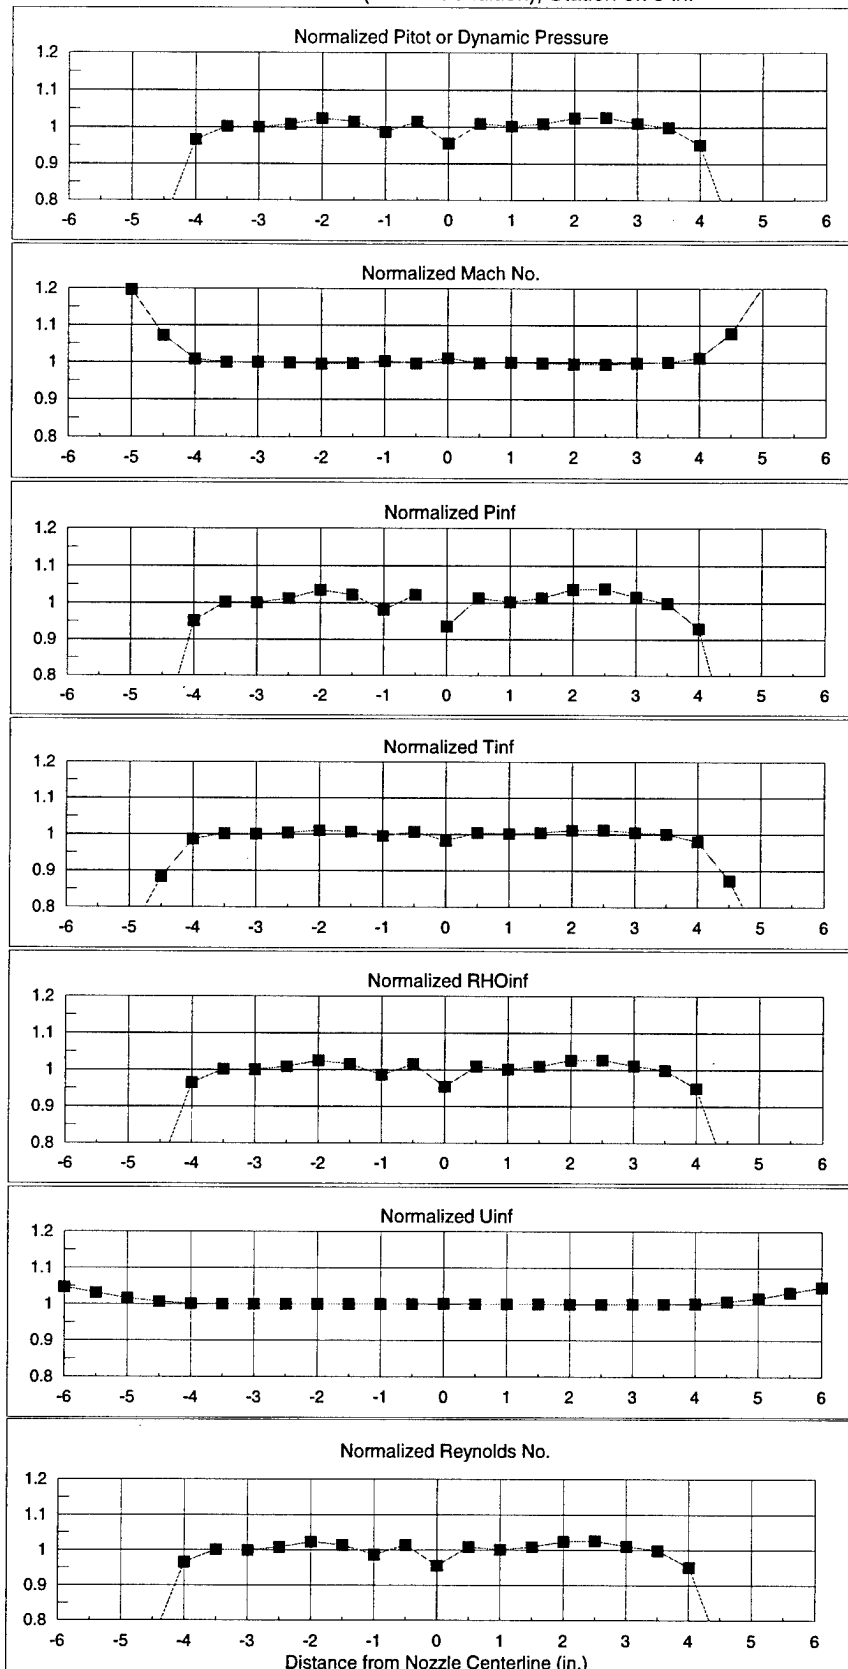 Normalized Pitot or Dynamic Pressure
1.2
1.1
1
0.9
0.8
-6 -5 -4 -3 -2 -1 0 1 2 3 4 5 6
Normalized Mach No.
1.2
1.1
1
0.9
0.8
-6 -5 -4 -3 -2 -1 0 1 2 3 4 5 6
Normalized Pinf
1.2
1.1
1
0.9
0.8
-6 -5 -4 -3 -2 -1 0 1 2 3 4 5 6
Normalized Tinf
1.2
1.1
1
0.9
0.8
-6 -5 -4 -3 -2 -1 0 1 2 3 4 5 6
Normalized RHOinf
1.2
1.1
1
0.9
0.8
-6 -5 -4 -3 -2 -1 0 1 2 3 4 5 6
Normalized Uinf
1.2
1.1
1
0.9
0.8
-6 -5 -4 -3 -2 -1 0 1 2 3 4 5 6
Normalized Reynolds No.
1.2
1.1
1
0.9
0.8
-6 -5 -4 -3 -2 -1 0 1 2 3 4 5 6
Distance from Nozzle Centerline (in.)